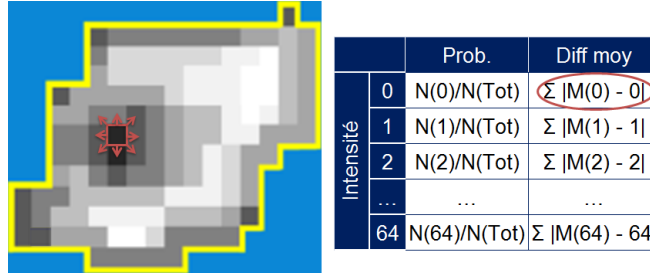 Prob. Diff moy
Intensité
0 N(0)/N(Tot) Σ |M(0) - 0|
1 N(1)/N(Tot) Σ |M(1) - 1|
2 N(2)/N(Tot) Σ |M(2) - 2|
... ... ...
64 N(64)/N(Tot) Σ |M(64) - 64